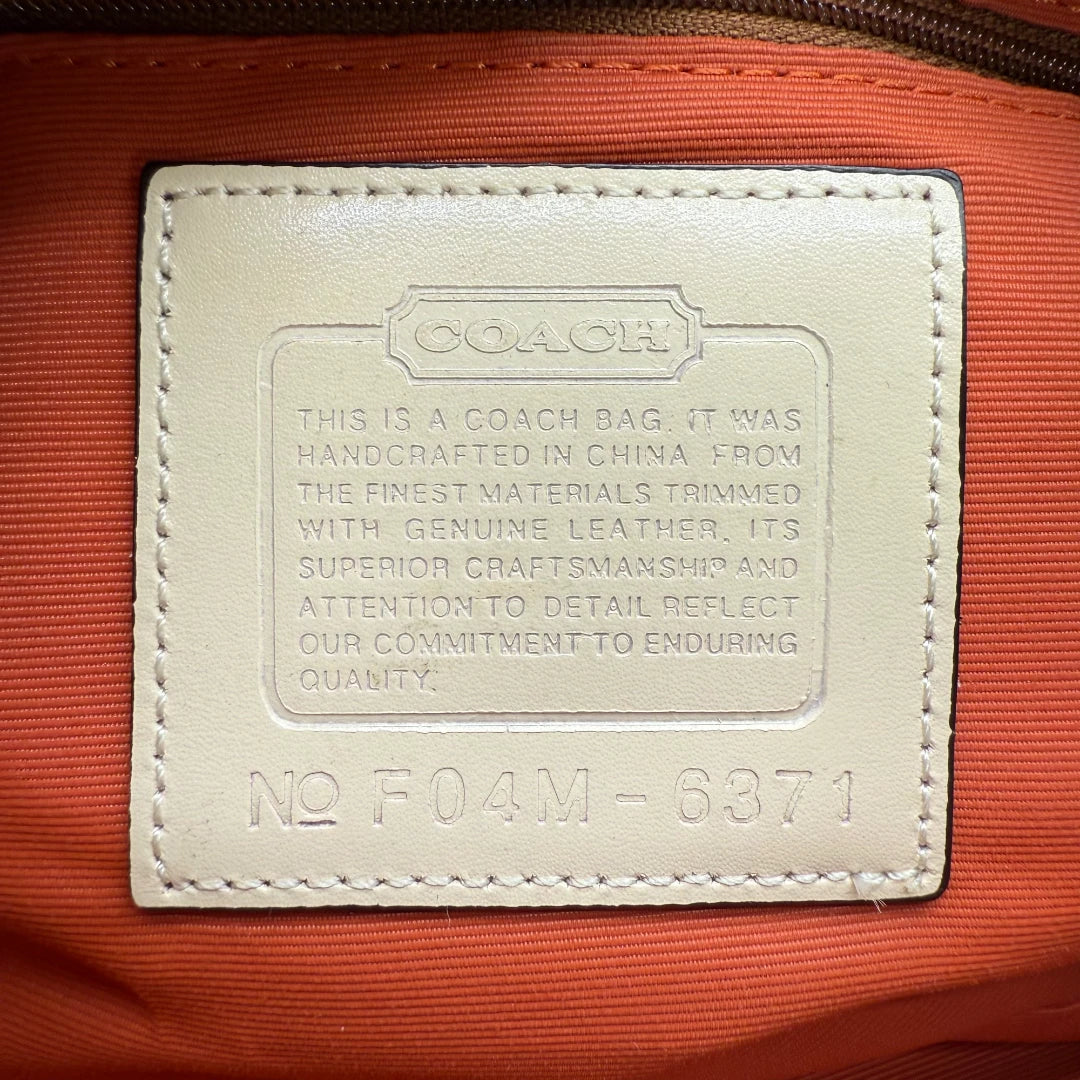 COACH
THIS IS A COACH BAG. IT WAS
HANDCRAFTED IN CHINA FROM
THE FINEST MATERIALS TRIMMED
WITH GENUINE LEATHER. ITS
SUPERIOR CRAFTSMANSHIP AND
ATTENTION TO DETAIL REFLECT
OUR COMMITMENT TO ENDURING
QUALITY.
No F04M-6371